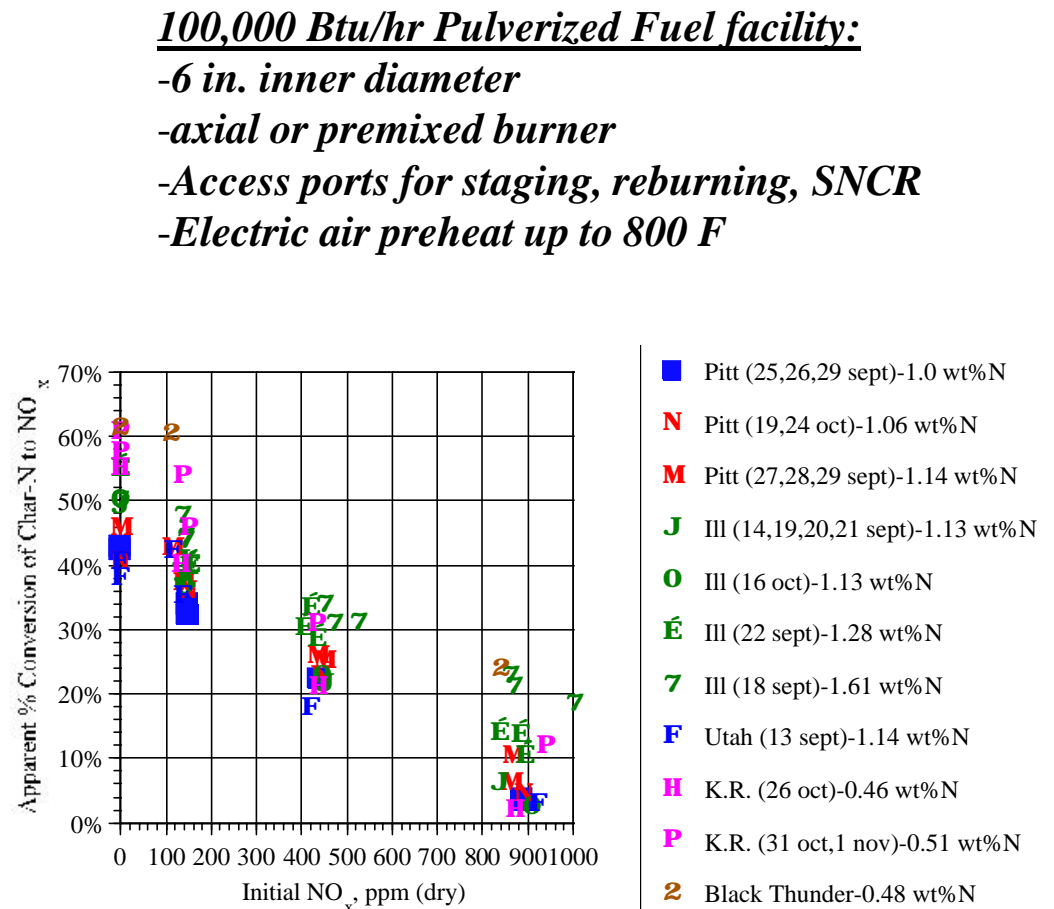 100,000 Btu/hr Pulverized Fuel facility:
-6 in. inner diameter
-axial or premixed burner
-Access ports for staging, reburning, SNCR
-Electric air preheat up to 800 F
Apparent % Conversion of Char-N to NOx
70%
60%
50%
40%
30%
20%
10%
0%
0 100 200 300 400 500 600 700 800 900 1000
Initial NOx, ppm (dry)
Pitt (25,26,29 sept)-1.0 wt%N
N Pitt (19,24 oct)-1.06 wt%N
M Pitt (27,28,29 sept)-1.14 wt%N
J Ill (14,19,20,21 sept)-1.13 wt%N
O Ill (16 oct)-1.13 wt%N
É Ill (22 sept)-1.28 wt%N
7 Ill (18 sept)-1.61 wt%N
F Utah (13 sept)-1.14 wt%N
H K.R. (26 oct)-0.46 wt%N
P K.R. (31 oct,1 nov)-0.51 wt%N
2 Black Thunder-0.48 wt%N